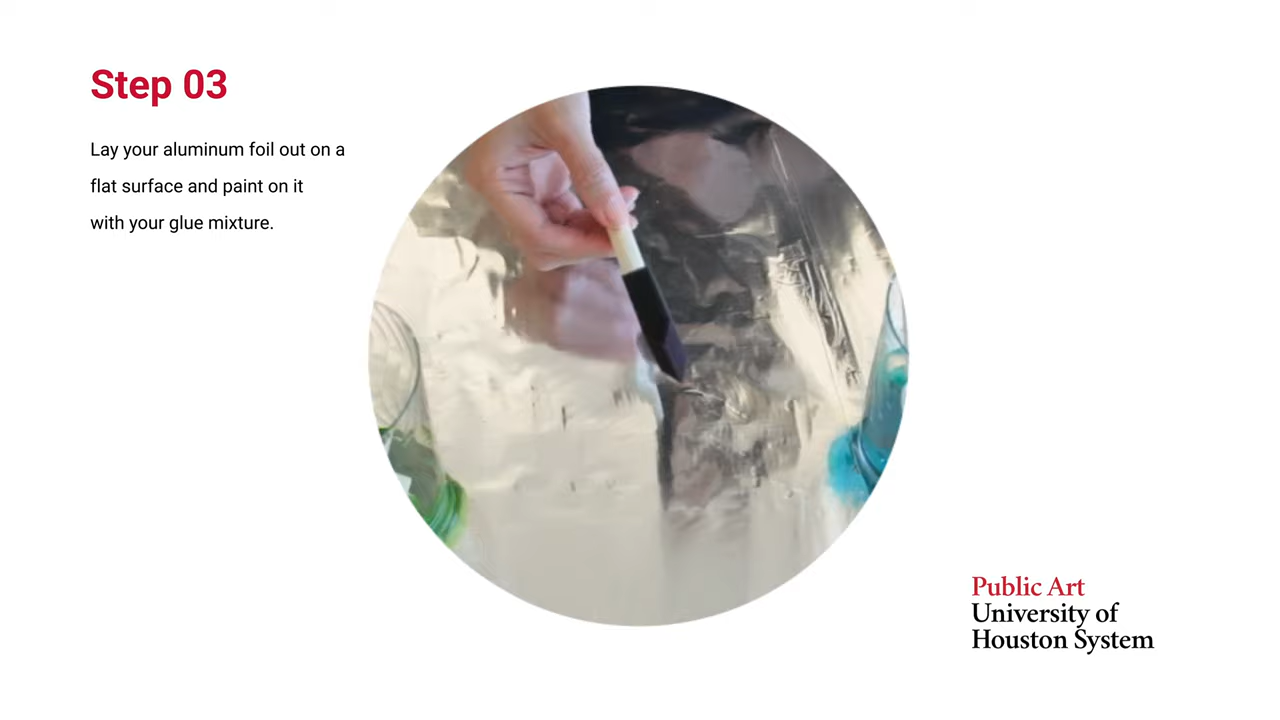 Step 03
Lay your aluminum foil out on a
flat surface and paint on it
with your glue mixture.
Public Art
University of
Houston System